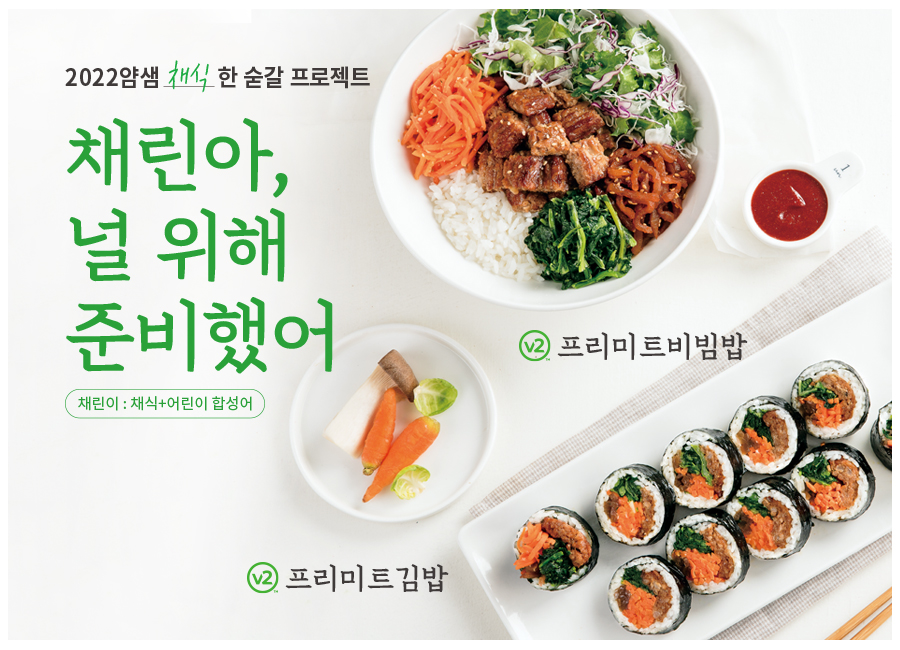 2022얌샘 채식 한 숟갈 프로젝트
채린아,
널 위해
준비했어
채린이 : 채식+어린이 합성어
v2 프리미트비빔밥
v2 프리미트김밥